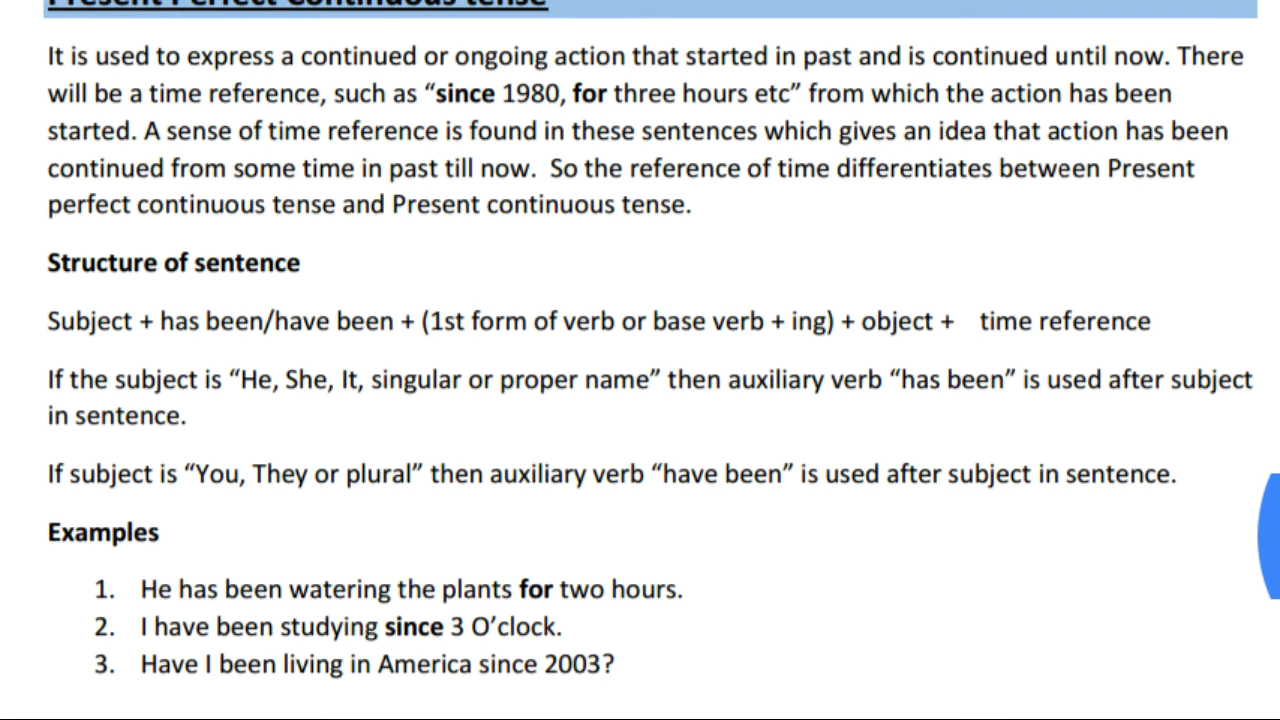 Present Perfect Continuous tense
It is used to express a continued or ongoing action that started in past and is continued until now. There
will be a time reference, such as “since 1980, for three hours etc” from which the action has been
started. A sense of time reference is found in these sentences which gives an idea that action has been
continued from some time in past till now.  So the reference of time differentiates between Present
perfect continuous tense and Present continuous tense.
Structure of sentence
Subject + has been/have been + (1st form of verb or base verb + ing) + object +   time reference
If the subject is “He, She, It, singular or proper name” then auxiliary verb “has been” is used after subject
in sentence.
If subject is “You, They or plural” then auxiliary verb “have been” is used after subject in sentence.
Examples
1. He has been watering the plants for two hours.
2. I have been studying since 3 O’clock.
3. Have I been living in America since 2003?